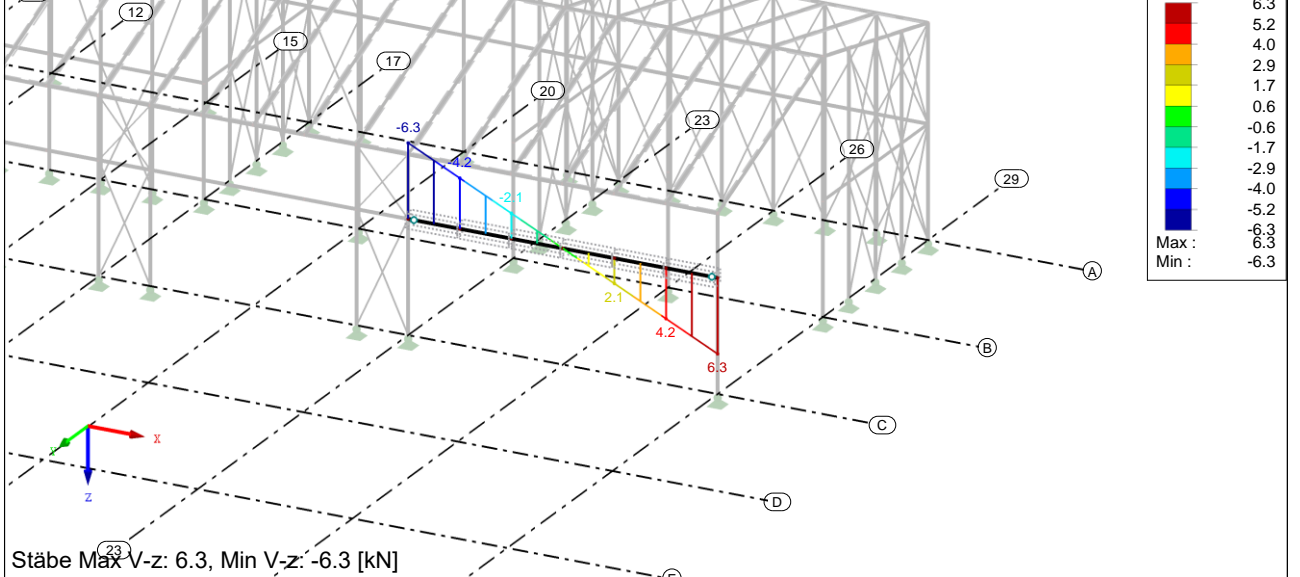 12
15
17
20
23
26
29
-6.3
-4.2
-2.1
2.1
4.2
6.3
A
B
C
D
X
Z
23
Stäbe Max V-z: 6.3, Min V-z: -6.3 [kN]
6.3
5.2
4.0
2.9
1.7
0.6
-0.6
-1.7
-2.9
-4.0
-5.2
-6.3
Max : 6.3
Min : -6.3